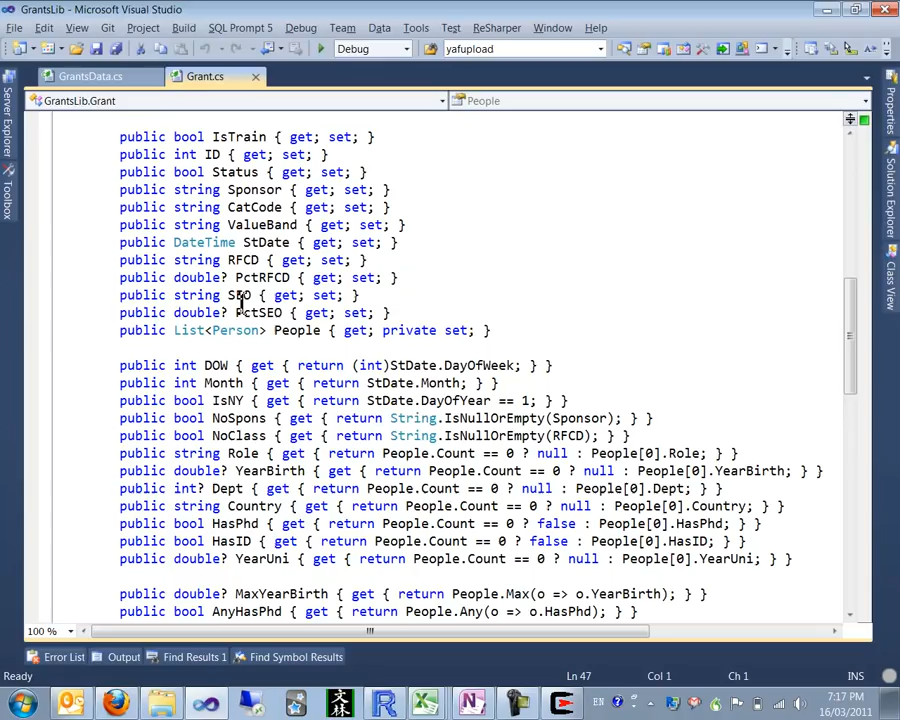 GrantsLib - Microsoft Visual Studio
File Edit View Git Project Build SQL Prompt 5 Debug Team Data Tools Test ReSharper Window Help
Debug yafupload
GrantsData.cs Grant.cs
GrantsLib.Grant People
Server Explorer
Toolbox
Properties
Solution Explorer
Class View
public bool IsTrain { get; set; }
public int ID { get; set; }
public bool Status { get; set; }
public string Sponsor { get; set; }
public string CatCode { get; set; }
public string ValueBand { get; set; }
public DateTime StDate { get; set; }
public string RFCD { get; set; }
public double? PctRFCD { get; set; }
public string SEO { get; set; }
public double? PctSEO { get; set; }
public List<Person> People { get; private set; }
public int DOW { get { return (int)StDate.DayOfWeek; } }
public int Month { get { return StDate.Month; } }
public bool IsNY { get { return StDate.DayOfYear == 1; } }
public bool NoSpons { get { return String.IsNullOrEmpty(Sponsor); } }
public bool NoClass { get { return String.IsNullOrEmpty(RFCD); } }
public string Role { get { return People.Count == 0 ? null : People[0].Role; } }
public double? YearBirth { get { return People.Count == 0 ? null : People[0].YearBirth; } }
public int? Dept { get { return People.Count == 0 ? null : People[0].Dept; } }
public string Country { get { return People.Count == 0 ? null : People[0].Country; } }
public bool HasPhd { get { return People.Count == 0 ? false : People[0].HasPhd; } }
public bool HasID { get { return People.Count == 0 ? false : People[0].HasID; } }
public double? YearUni { get { return People.Count == 0 ? null : People[0].YearUni; } }
public double? MaxYearBirth { get { return People.Max(o => o.YearBirth); } }
public bool AnyHasPhd { get { return People.Any(o => o.HasPhd); } }
100 %
Error List Output Find Results 1 Find Symbol Results
Ready Ln 47 Col 1 Ch 1 INS
文林 R N EN 7:17 PM
16/03/2011